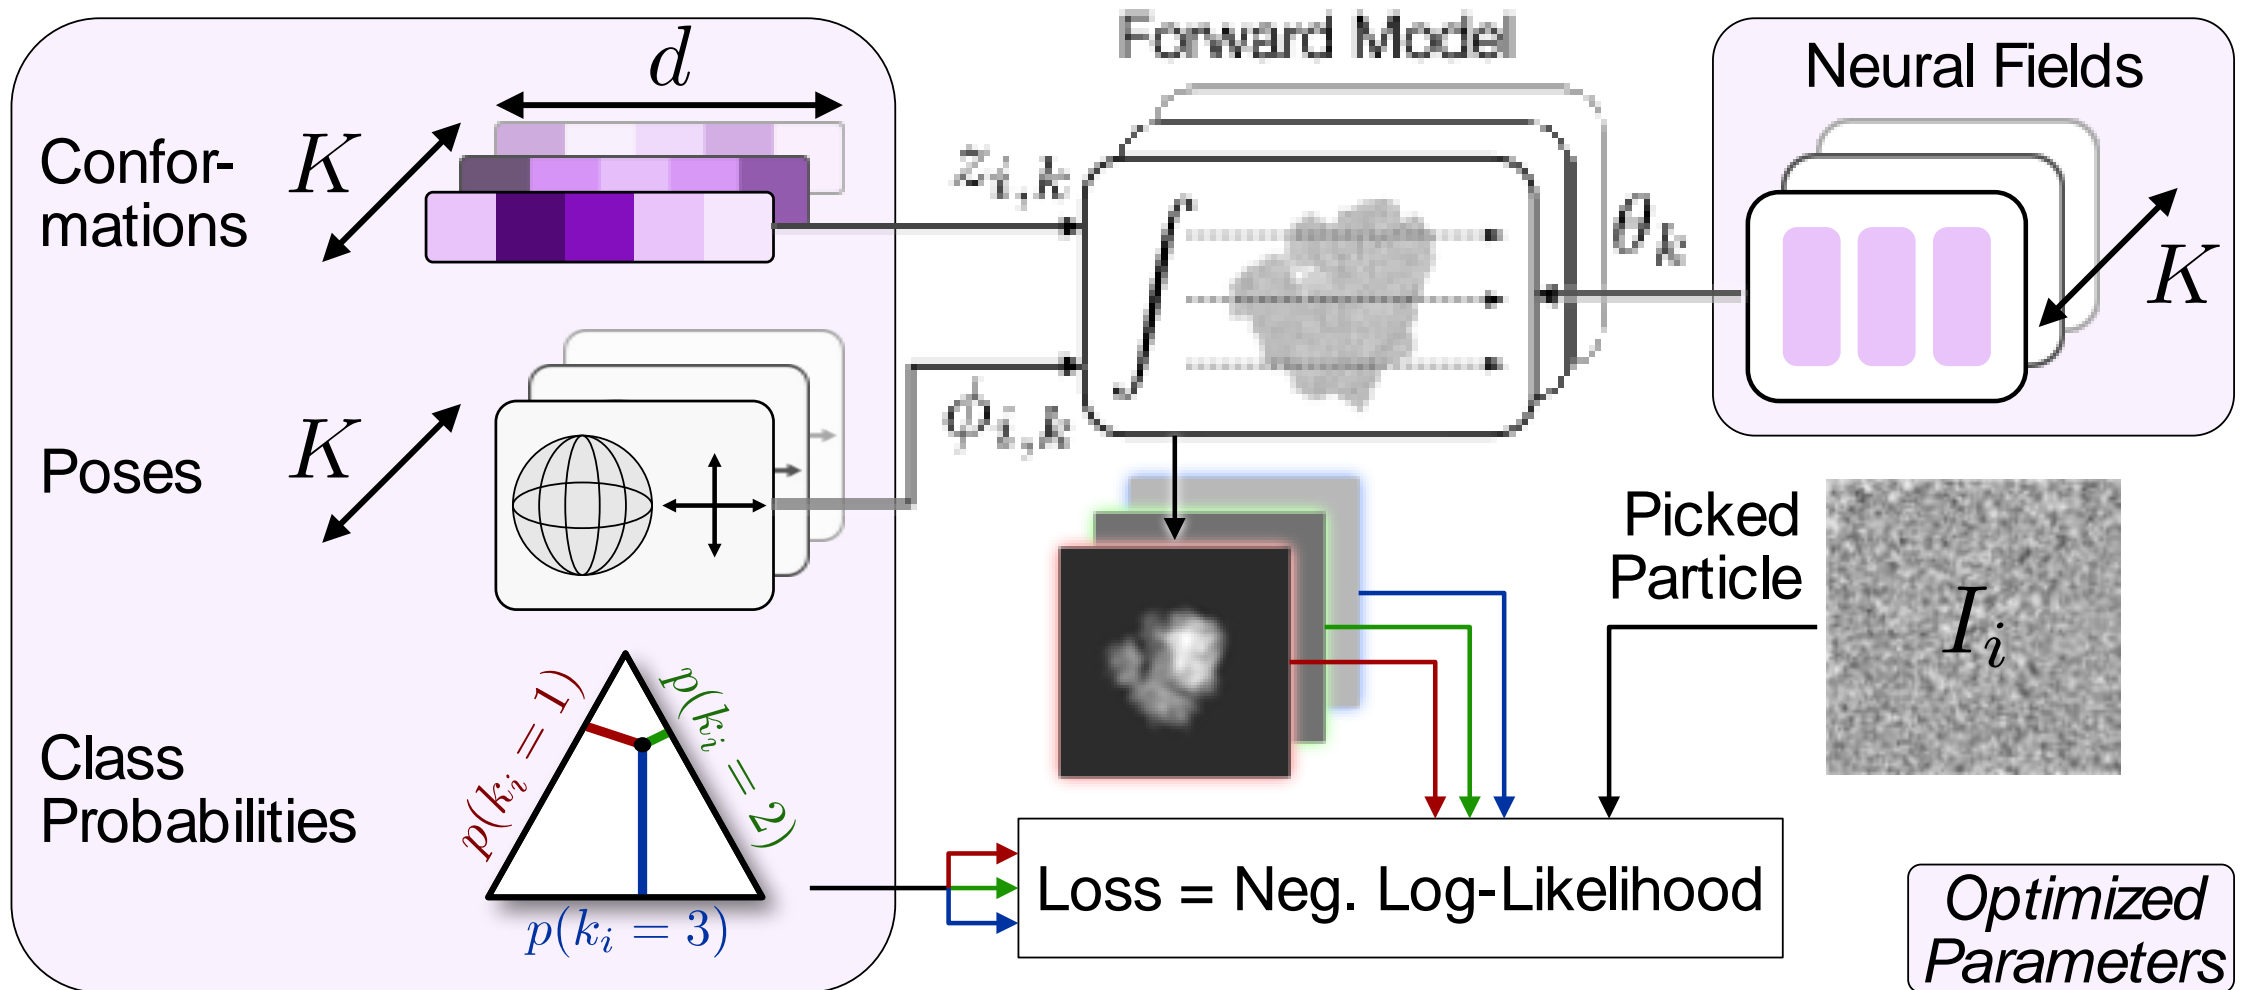 Forward Model
Neural Fields
d
K
Confor-
mations
z_{i,k}
θ_k
K
Poses
K
ϕ_{i,k}
Picked
Particle
I_i
Class
Probabilities
p(k_i = 1)
p(k_i = 2)
p(k_i = 3)
Loss = Neg. Log-Likelihood
Optimized
Parameters